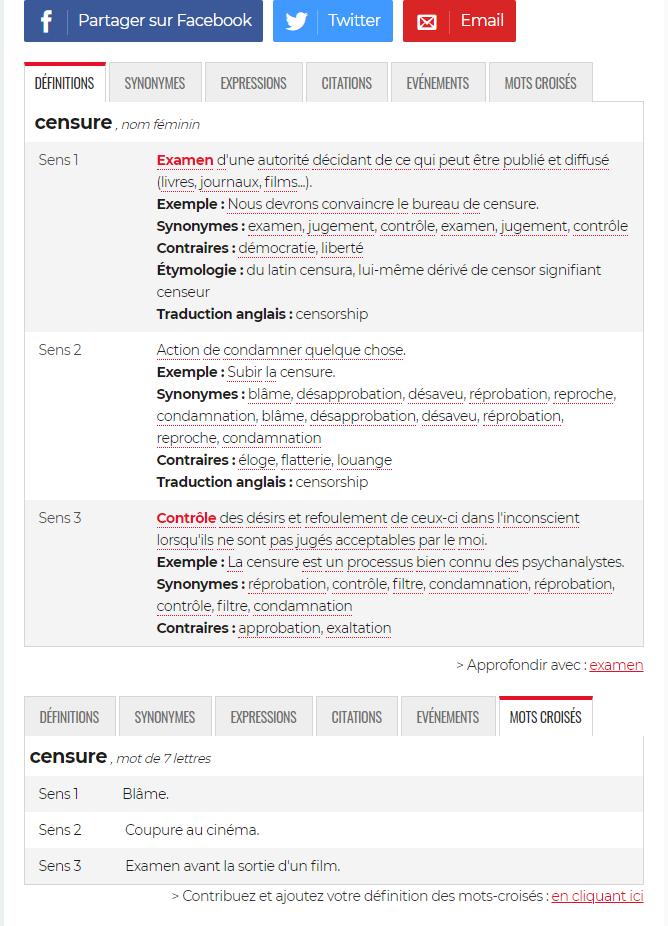 Partager sur Facebook Twitter Email
DÉFINITIONS SYNONYMES EXPRESSIONS CITATIONS EVÉNEMENTS MOTS CROISÉS
censure , nom féminin
Sens 1 Examen d'une autorité décidant de ce qui peut être publié et diffusé
(livres, journaux, films...).
Exemple : Nous devrons convaincre le bureau de censure.
Synonymes : examen, jugement, contrôle, examen, jugement, contrôle
Contraires : démocratie, liberté
Étymologie : du latin censura, lui-même dérivé de censor signifiant
censeur
Traduction anglais : censorship
Sens 2 Action de condamner quelque chose.
Exemple : Subir la censure.
Synonymes : blâme, désapprobation, désaveu, réprobation, reproche,
condamnation, blâme, désapprobation, désaveu, réprobation,
reproche, condamnation
Contraires : éloge, flatterie, louange
Traduction anglais : censorship
Sens 3 Contrôle des désirs et refoulement de ceux-ci dans l'inconscient
lorsqu'ils ne sont pas jugés acceptables par le moi.
Exemple : La censure est un processus bien connu des psychanalystes.
Synonymes : réprobation, contrôle, filtre, condamnation, réprobation,
contrôle, filtre, condamnation
Contraires : approbation, exaltation
> Approfondir avec : examen
DÉFINITIONS SYNONYMES EXPRESSIONS CITATIONS EVÉNEMENTS MOTS CROISÉS
censure , mot de 7 lettres
Sens 1 Blâme.
Sens 2 Coupure au cinéma.
Sens 3 Examen avant la sortie d'un film.
> Contribuez et ajoutez votre définition des mots-croisés : en cliquant ici